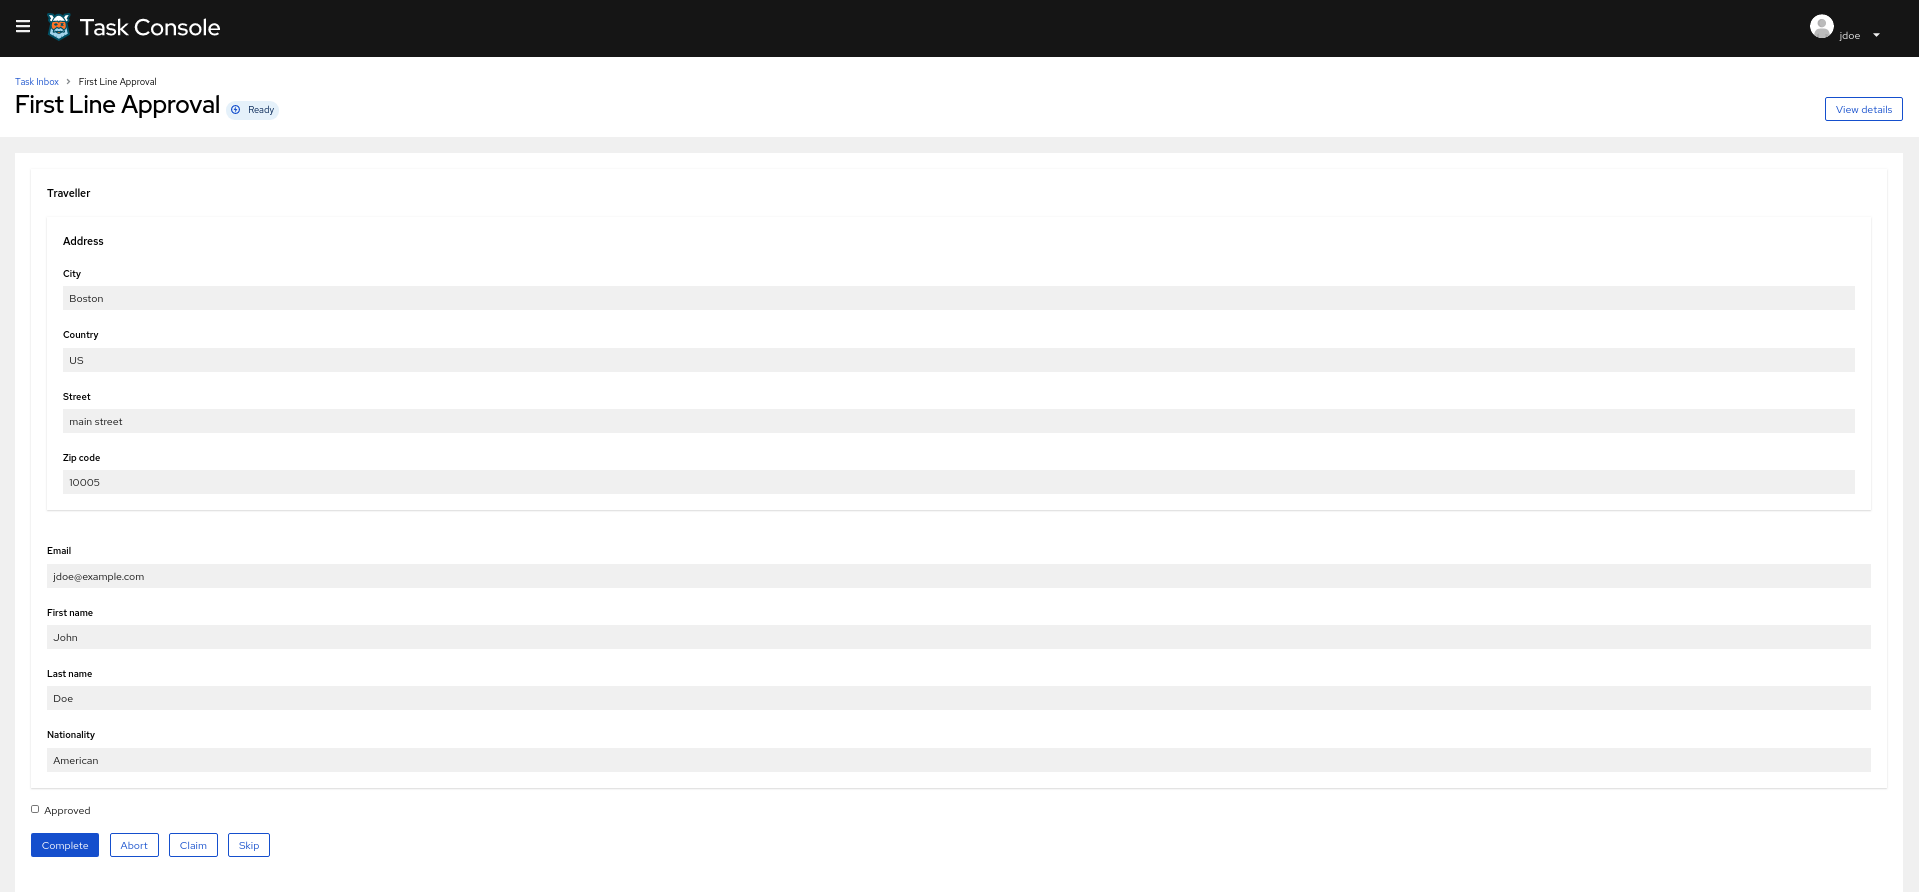 Task Console
jdoe
Task Inbox > First Line Approval
First Line Approval Ready
View details
Traveller
Address
City
Boston
Country
US
Street
main street
Zip code
10005
Email
jdoe@example.com
First name
John
Last name
Doe
Nationality
American
Approved
Complete Abort Claim Skip